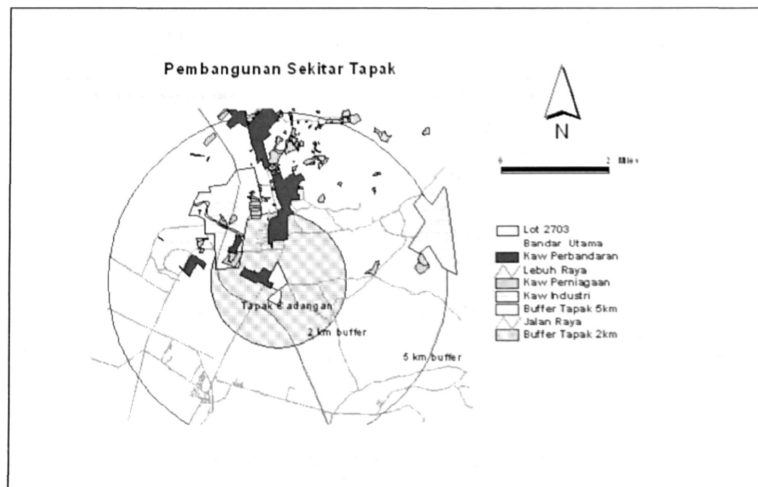 Pembangunan Sekitar Tapak
N
0 2 Miles
Lot 2703
Bandar Utama
Kaw Perbandaran
Lebuh Raya
Kaw Perniagaan
Kaw Industri
Buffer Tapak 5km
Jalan Raya
Buffer Tapak 2km
Tapak Cadangan
2 km buffer
5 km buffer